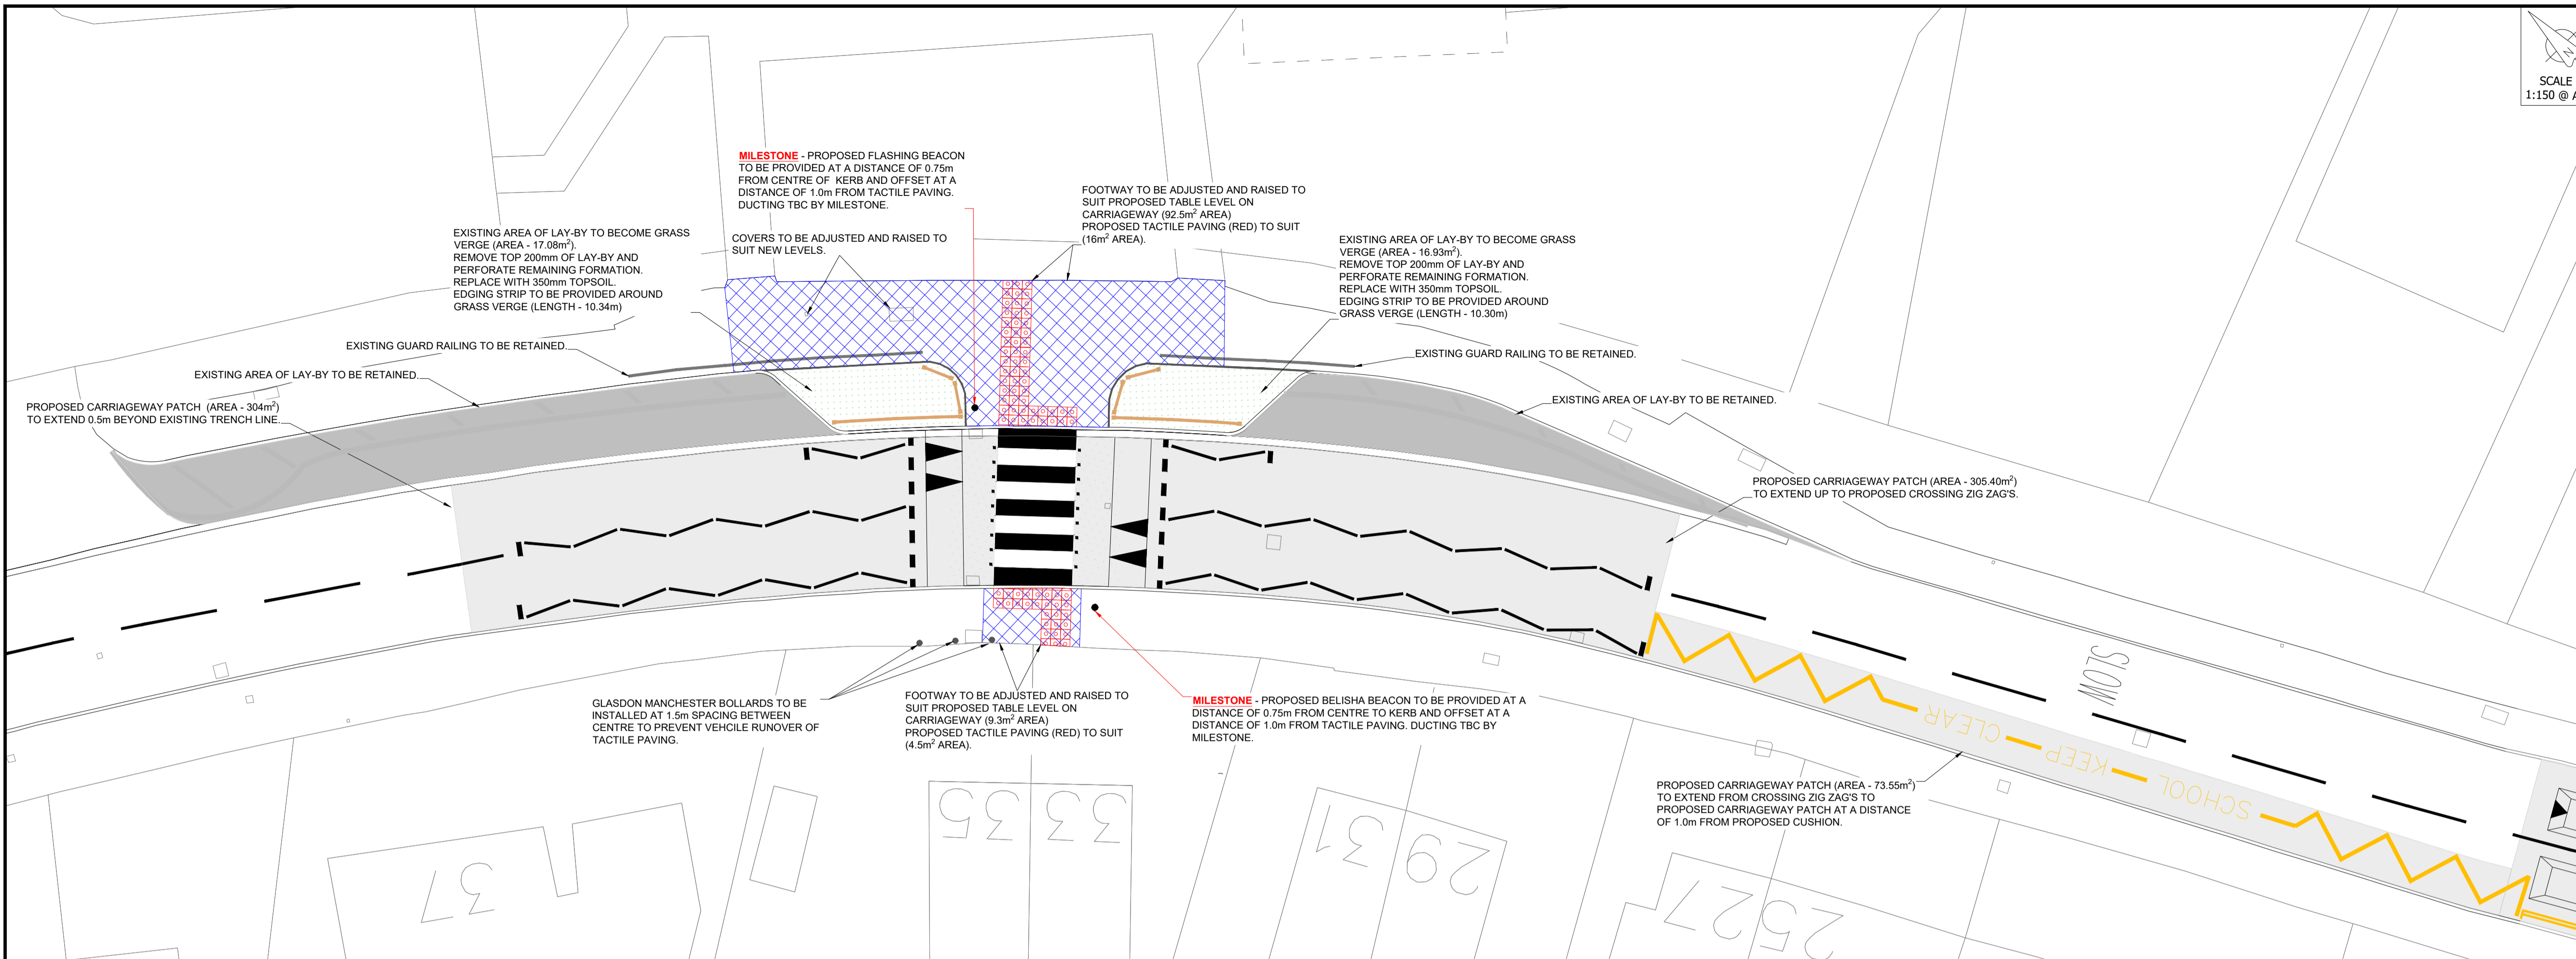 SCALE
1:150 @ A
MILESTONE - PROPOSED FLASHING BEACON
TO BE PROVIDED AT A DISTANCE OF 0.75m
FROM CENTRE OF KERB AND OFFSET AT A
DISTANCE OF 1.0m FROM TACTILE PAVING.
DUCTING TBC BY MILESTONE.
FOOTWAY TO BE ADJUSTED AND RAISED TO
SUIT PROPOSED TABLE LEVEL ON
CARRIAGEWAY (92.5m² AREA)
PROPOSED TACTILE PAVING (RED) TO SUIT
(16m² AREA).
EXISTING AREA OF LAY-BY TO BECOME GRASS
VERGE (AREA - 17.08m²).
REMOVE TOP 200mm OF LAY-BY AND
PERFORATE REMAINING FORMATION.
REPLACE WITH 350mm TOPSOIL.
EDGING STRIP TO BE PROVIDED AROUND
GRASS VERGE (LENGTH - 10.34m)
COVERS TO BE ADJUSTED AND RAISED TO
SUIT NEW LEVELS.
EXISTING AREA OF LAY-BY TO BECOME GRASS
VERGE (AREA - 16.93m²).
REMOVE TOP 200mm OF LAY-BY AND
PERFORATE REMAINING FORMATION.
REPLACE WITH 350mm TOPSOIL.
EDGING STRIP TO BE PROVIDED AROUND
GRASS VERGE (LENGTH - 10.30m)
EXISTING GUARD RAILING TO BE RETAINED.
EXISTING GUARD RAILING TO BE RETAINED.
EXISTING AREA OF LAY-BY TO BE RETAINED.
EXISTING AREA OF LAY-BY TO BE RETAINED.
PROPOSED CARRIAGEWAY PATCH (AREA - 304m²)
TO EXTEND 0.5m BEYOND EXISTING TRENCH LINE.
PROPOSED CARRIAGEWAY PATCH (AREA - 305.40m²)
TO EXTEND UP TO PROPOSED CROSSING ZIG ZAG'S.
SLOW
SCHOOL KEEP CLEAR
GLASDON MANCHESTER BOLLARDS TO BE
INSTALLED AT 1.5m SPACING BETWEEN
CENTRE TO PREVENT VEHCILE RUNOVER OF
TACTILE PAVING.
FOOTWAY TO BE ADJUSTED AND RAISED TO
SUIT PROPOSED TABLE LEVEL ON
CARRIAGEWAY (9.3m² AREA)
PROPOSED TACTILE PAVING (RED) TO SUIT
(4.5m² AREA).
MILESTONE - PROPOSED BELISHA BEACON TO BE PROVIDED AT A
DISTANCE OF 0.75m FROM CENTRE TO KERB AND OFFSET AT A
DISTANCE OF 1.0m FROM TACTILE PAVING. DUCTING TBC BY
MILESTONE.
PROPOSED CARRIAGEWAY PATCH (AREA - 73.55m²)
TO EXTEND FROM CROSSING ZIG ZAG'S TO
PROPOSED CARRIAGEWAY PATCH AT A DISTANCE
OF 1.0m FROM PROPOSED CUSHION.
37
35
33
31
29
27
25